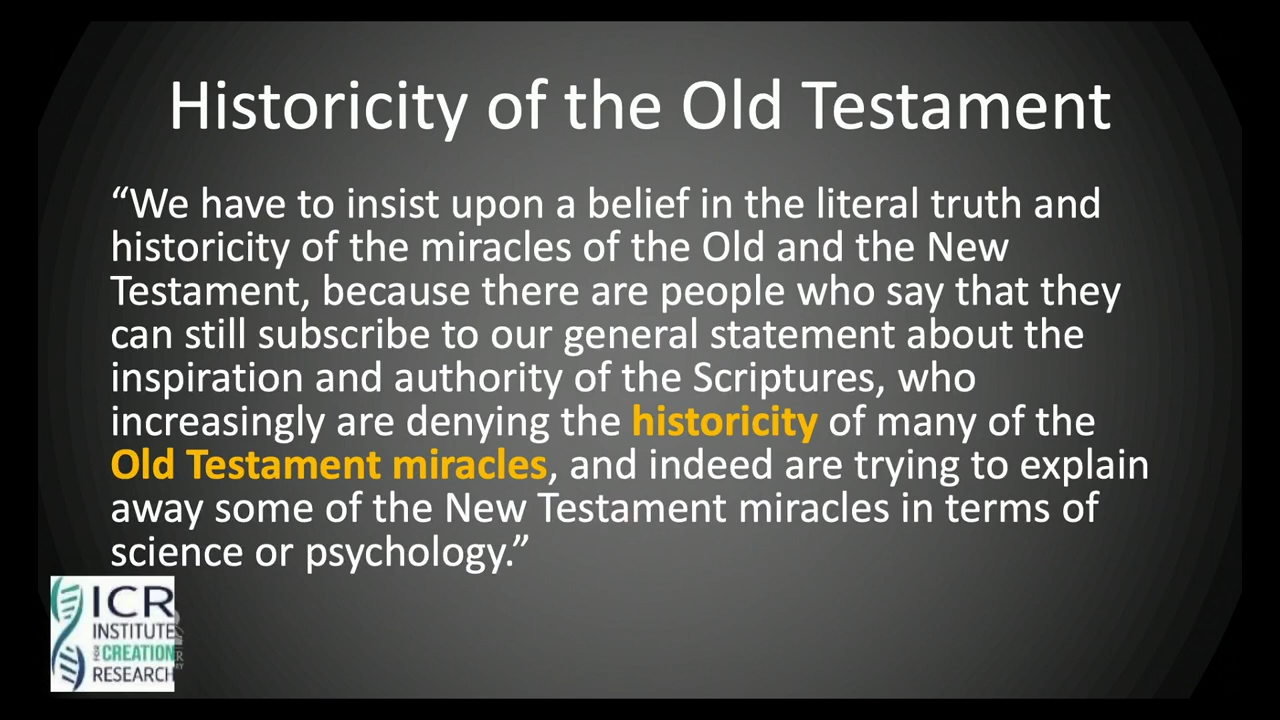 Historicity of the Old Testament
“We have to insist upon a belief in the literal truth and
historicity of the miracles of the Old and the New
Testament, because there are people who say that they
can still subscribe to our general statement about the
inspiration and authority of the Scriptures, who
increasingly are denying the historicity of many of the
Old Testament miracles, and indeed are trying to explain
away some of the New Testament miracles in terms of
science or psychology.”
ICR
INSTITUTE
FOR CREATION
RESEARCH